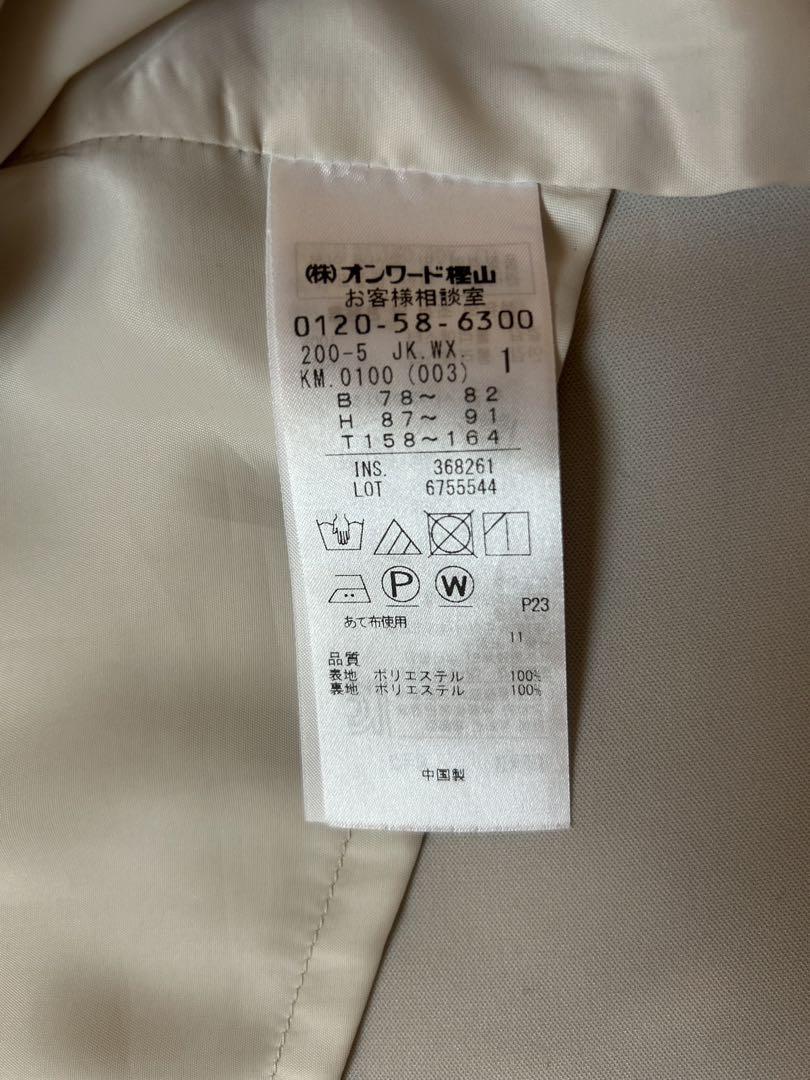 (株)オンワード樫山
お客様相談室
0120-58-6300
200-5 JK.WX. 1
KM.0100 (003)
B 78～ 82
H 87～ 91
T158～164
INS. 368261
LOT 6755544
P W
あて布使用 P23
11
品質
表地 ポリエステル 100%
裏地 ポリエステル 100%
中国製